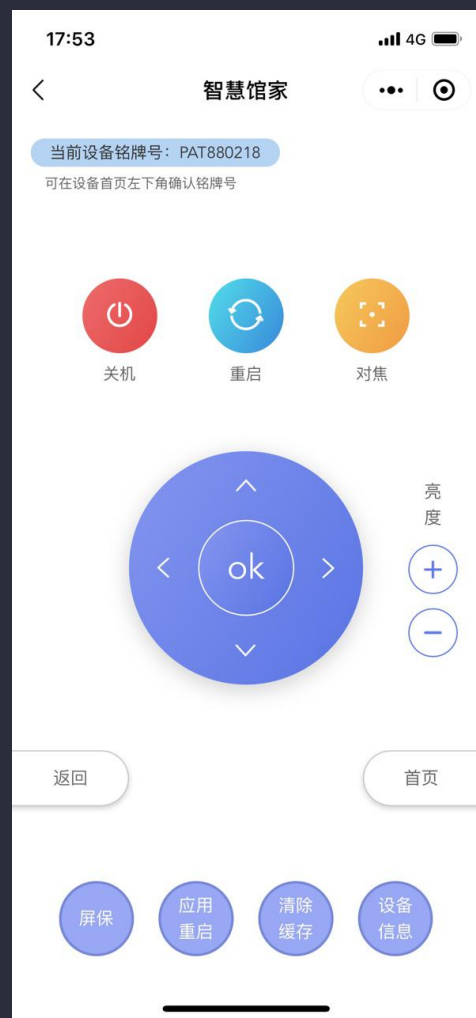 17:53
4G
智慧馆家
当前设备铭牌号：PAT880218
可在设备首页左下角确认铭牌号
关机
重启
对焦
亮
度
ok
返回
首页
屏保
应用
重启
清除
缓存
设备
信息